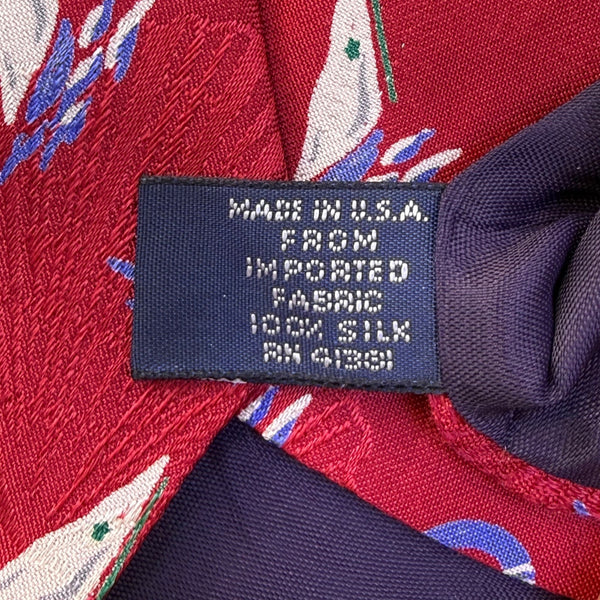 MADE IN U.S.A.
FROM
IMPORTED
FABRIC
100% SILK
RN 41381